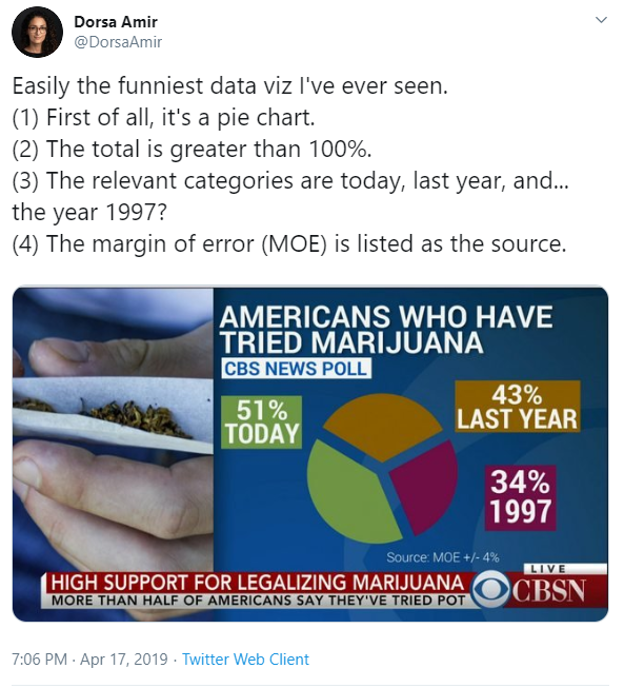 Dorsa Amir
@DorsaAmir
Easily the funniest data viz I've ever seen.
(1) First of all, it's a pie chart.
(2) The total is greater than 100%.
(3) The relevant categories are today, last year, and...
the year 1997?
(4) The margin of error (MOE) is listed as the source.
AMERICANS WHO HAVE
TRIED MARIJUANA
CBS NEWS POLL
51%
TODAY
43%
LAST YEAR
34%
1997
Source: MOE +/- 4%
HIGH SUPPORT FOR LEGALIZING MARIJUANA
MORE THAN HALF OF AMERICANS SAY THEY'VE TRIED POT
LIVE
CBSN
7:06 PM · Apr 17, 2019 · Twitter Web Client